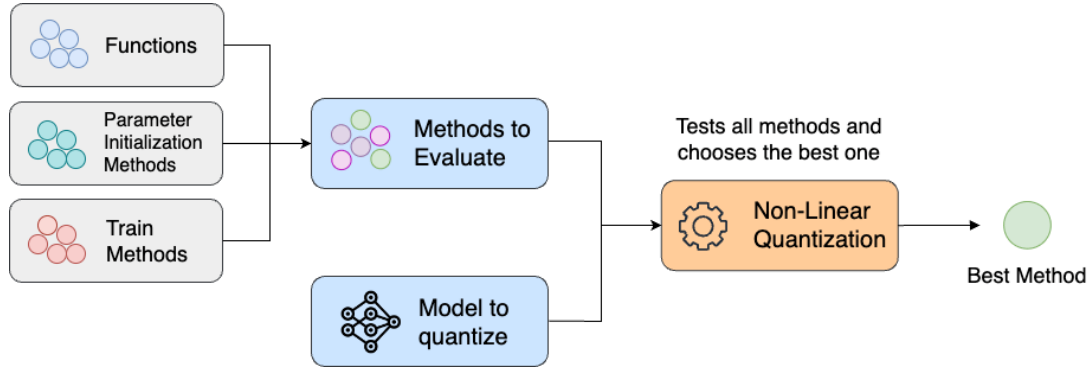 Functions
Parameter
Initialization
Methods
Train
Methods
Methods to
Evaluate
Model to
quantize
Tests all methods and
chooses the best one
Non-Linear
Quantization
Best Method